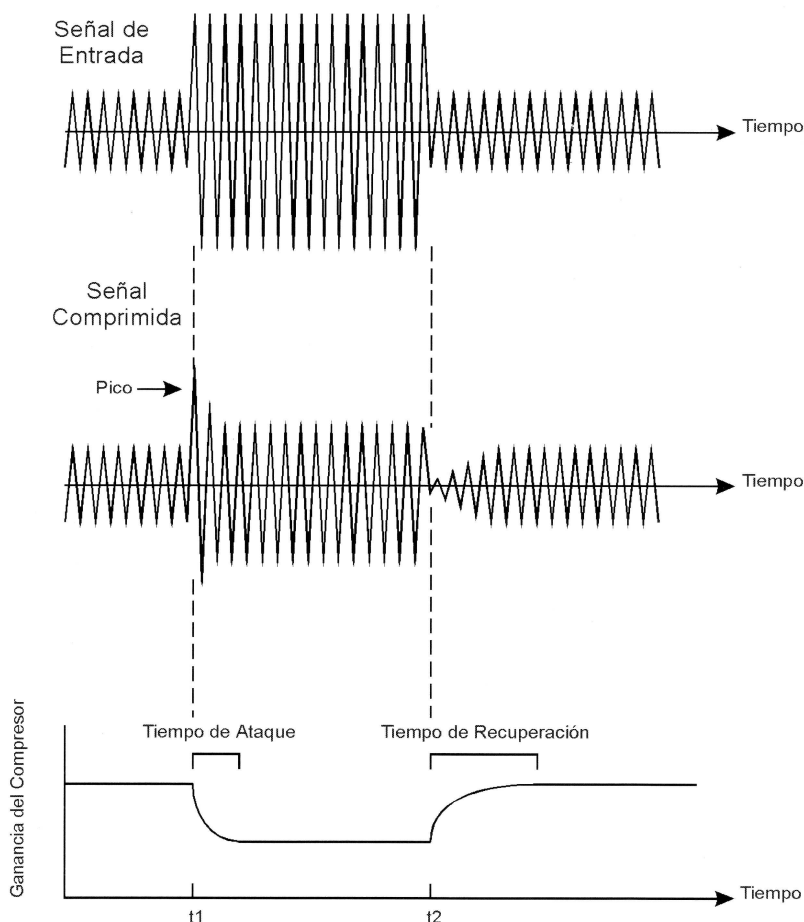 Señal de
Entrada
Tiempo
Señal
Comprimida
Pico
Tiempo
Tiempo de Ataque
Tiempo de Recuperación
Ganancia del Compresor
Tiempo
t1
t2